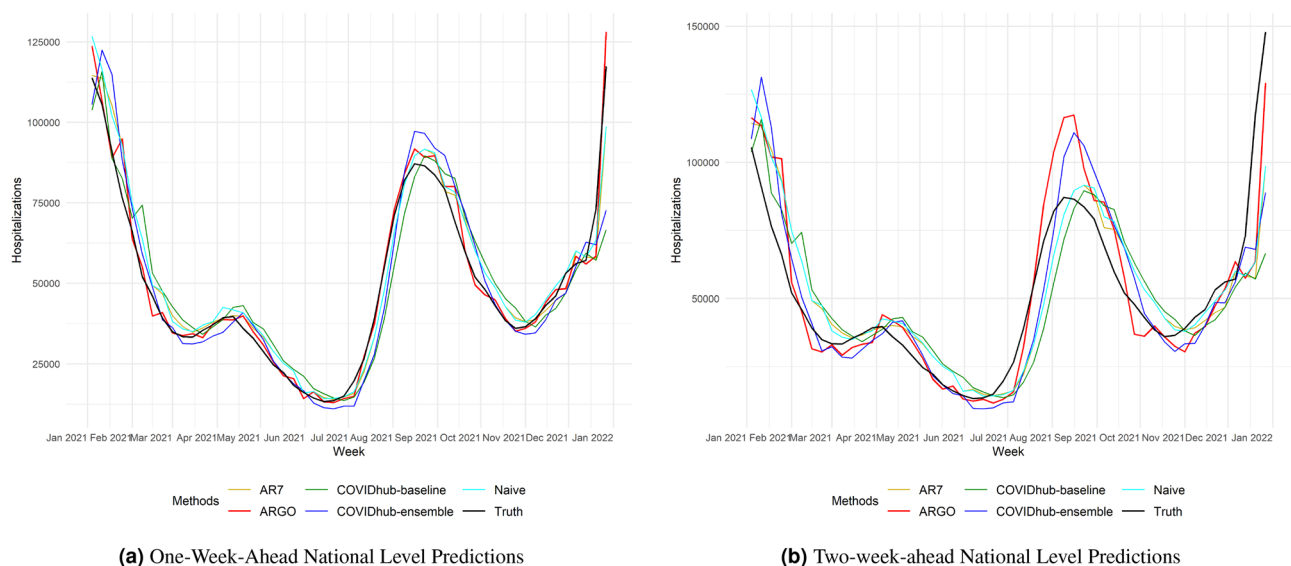 125000
100000
75000
50000
25000
Hospitalizations
Jan 2021 Feb 2021 Mar 2021 Apr 2021 May 2021 Jun 2021 Jul 2021 Aug 2021 Sep 2021 Oct 2021 Nov 2021 Dec 2021 Jan 2022
Week
Methods
AR7 COVIDhub-baseline Naive
ARGO COVIDhub-ensemble Truth
(a) One-Week-Ahead National Level Predictions
150000
100000
50000
Hospitalizations
Jan 2021 Feb 2021 Mar 2021 Apr 2021 May 2021 Jun 2021 Jul 2021 Aug 2021 Sep 2021 Oct 2021 Nov 2021 Dec 2021 Jan 2022
Week
Methods
AR7 COVIDhub-baseline Naive
ARGO COVIDhub-ensemble Truth
(b) Two-week-ahead National Level Predictions